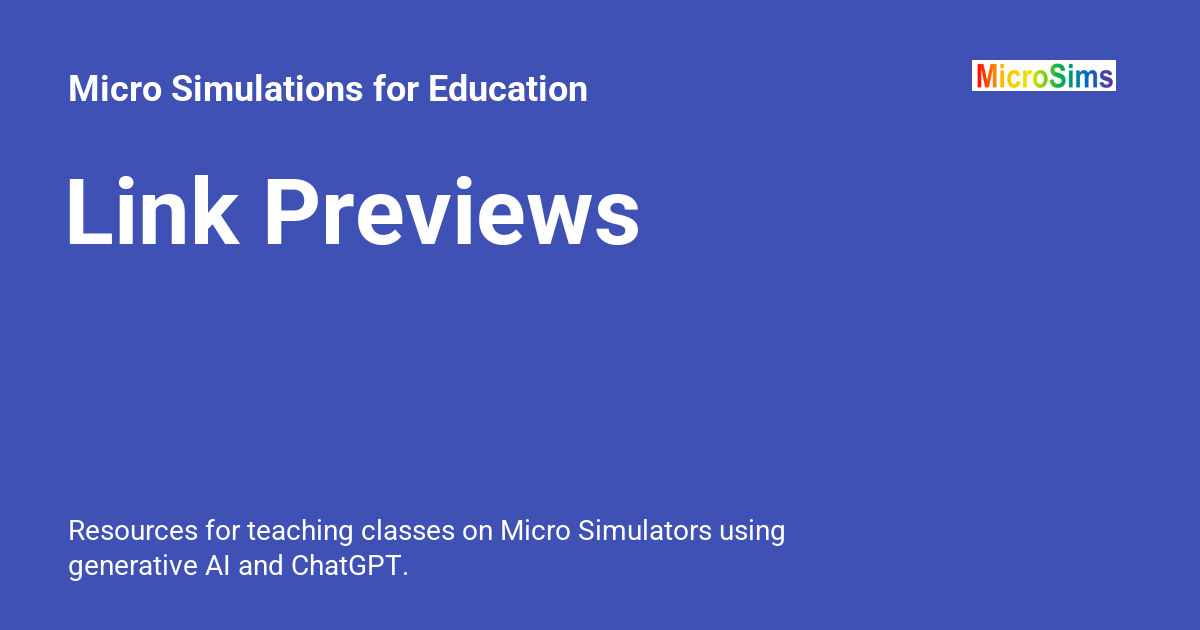 Micro Simulations for Education
MicroSims
Link Previews
Resources for teaching classes on Micro Simulators using
generative AI and ChatGPT.